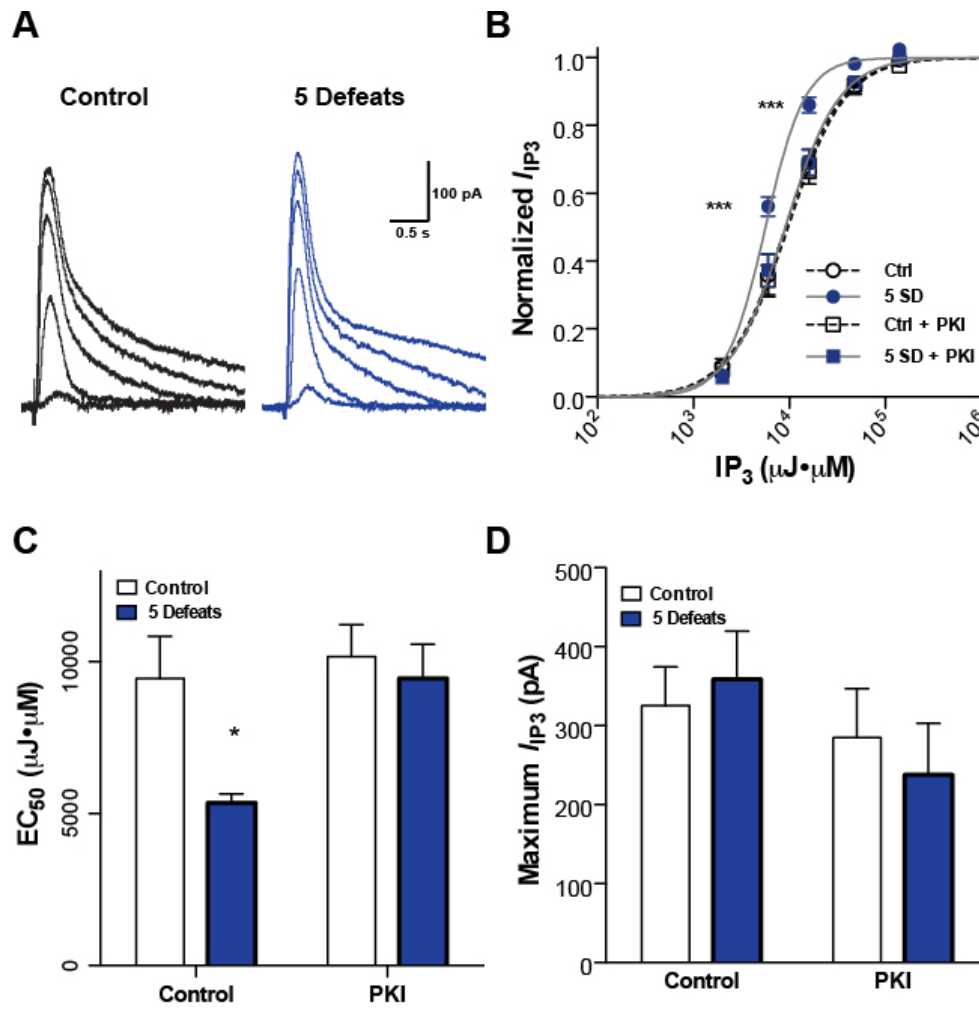 A
Control
5 Defeats
100 pA
0.5 s
B
Normalized IIP3
1.0
0.8
0.6
0.4
0.2
0.0
***
***
Ctrl
5 SD
Ctrl + PKI
5 SD + PKI
10² 10³ 10⁴ 10⁵ 10⁶
IP3 (μJ•μM)
C
EC50 (μJ•μM)
10000
5000
0
Control
5 Defeats
*
Control PKI
D
Maximum IIP3 (pA)
500
400
300
200
100
0
Control
5 Defeats
Control PKI